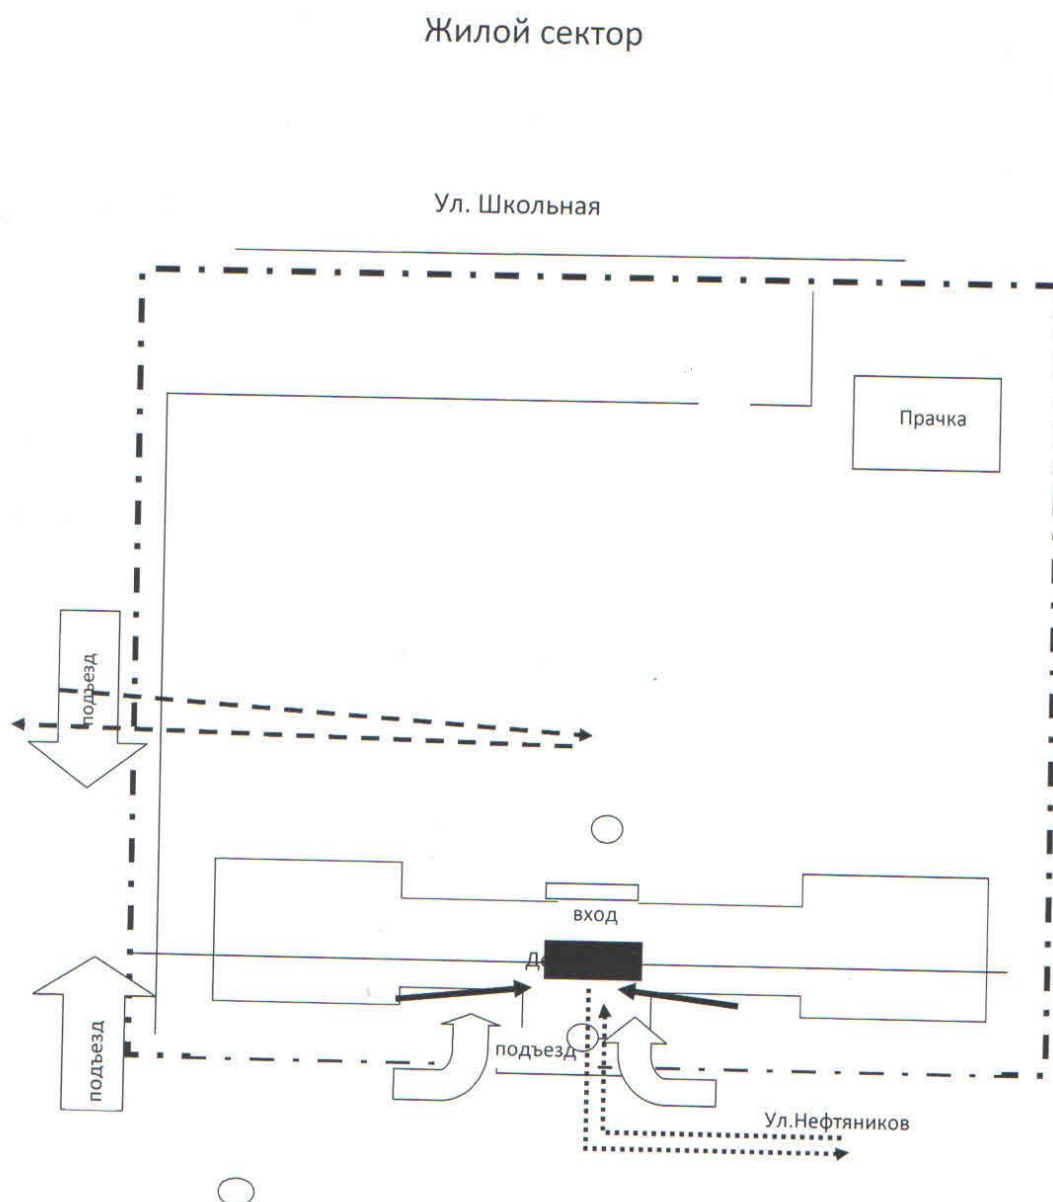 Жилой сектор
Ул. Школьная
Прачка
подъезд
вход
подъезд
подъезд
Ул.Нефтяников